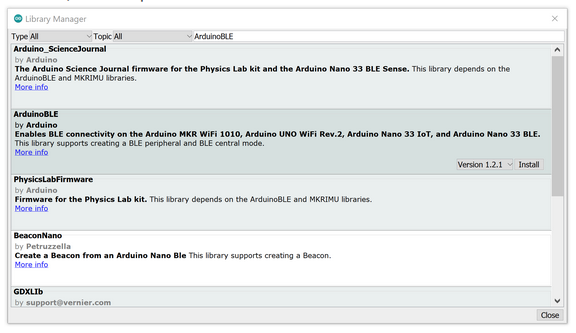 Library Manager
Type All Topic All ArduinoBLE
Arduino_ScienceJournal
by Arduino
The Arduino Science Journal firmware for the Physics Lab kit and the Arduino Nano 33 BLE Sense. This library depends on the
ArduinoBLE and MKRIMU libraries.
More info
ArduinoBLE
by Arduino
Enables BLE connectivity on the Arduino MKR WiFi 1010, Arduino UNO WiFi Rev.2, Arduino Nano 33 IoT, and Arduino Nano 33 BLE.
This library supports creating a BLE peripheral and BLE central mode.
More info
Version 1.2.1 Install
PhysicsLabFirmware
by Arduino
Firmware for the Physics Lab kit. This library depends on the ArduinoBLE and MKRIMU libraries.
More info
BeaconNano
by Petruzzella
Create a Beacon from an Arduino Nano Ble This library supports creating a Beacon.
More info
GDXLIb
by support@vernier.com
Close